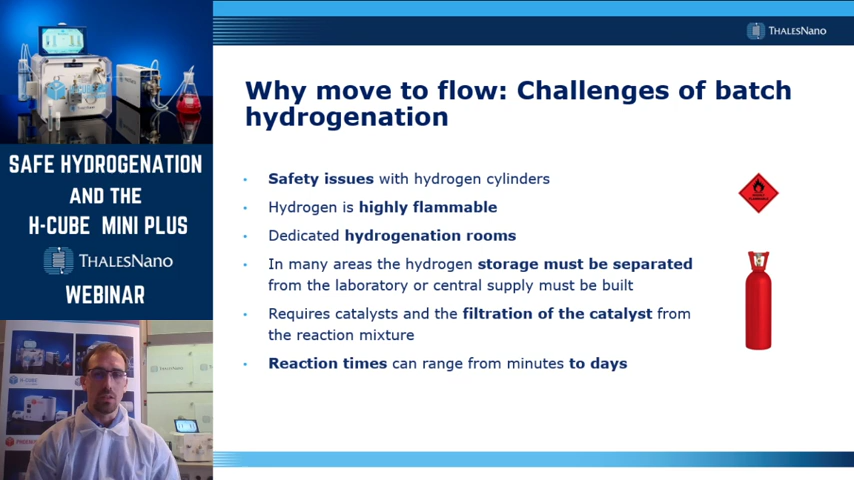 THALESNANO
Why move to flow: Challenges of batch
hydrogenation
SAFE HYDROGENATION
AND THE
H-CUBE MINI PLUS
THALESNANO
WEBINAR
• Safety issues with hydrogen cylinders
• Hydrogen is highly flammable
• Dedicated hydrogenation rooms
• In many areas the hydrogen storage must be separated
from the laboratory or central supply must be built
• Requires catalysts and the filtration of the catalyst from
the reaction mixture
• Reaction times can range from minutes to days
H-CUBE